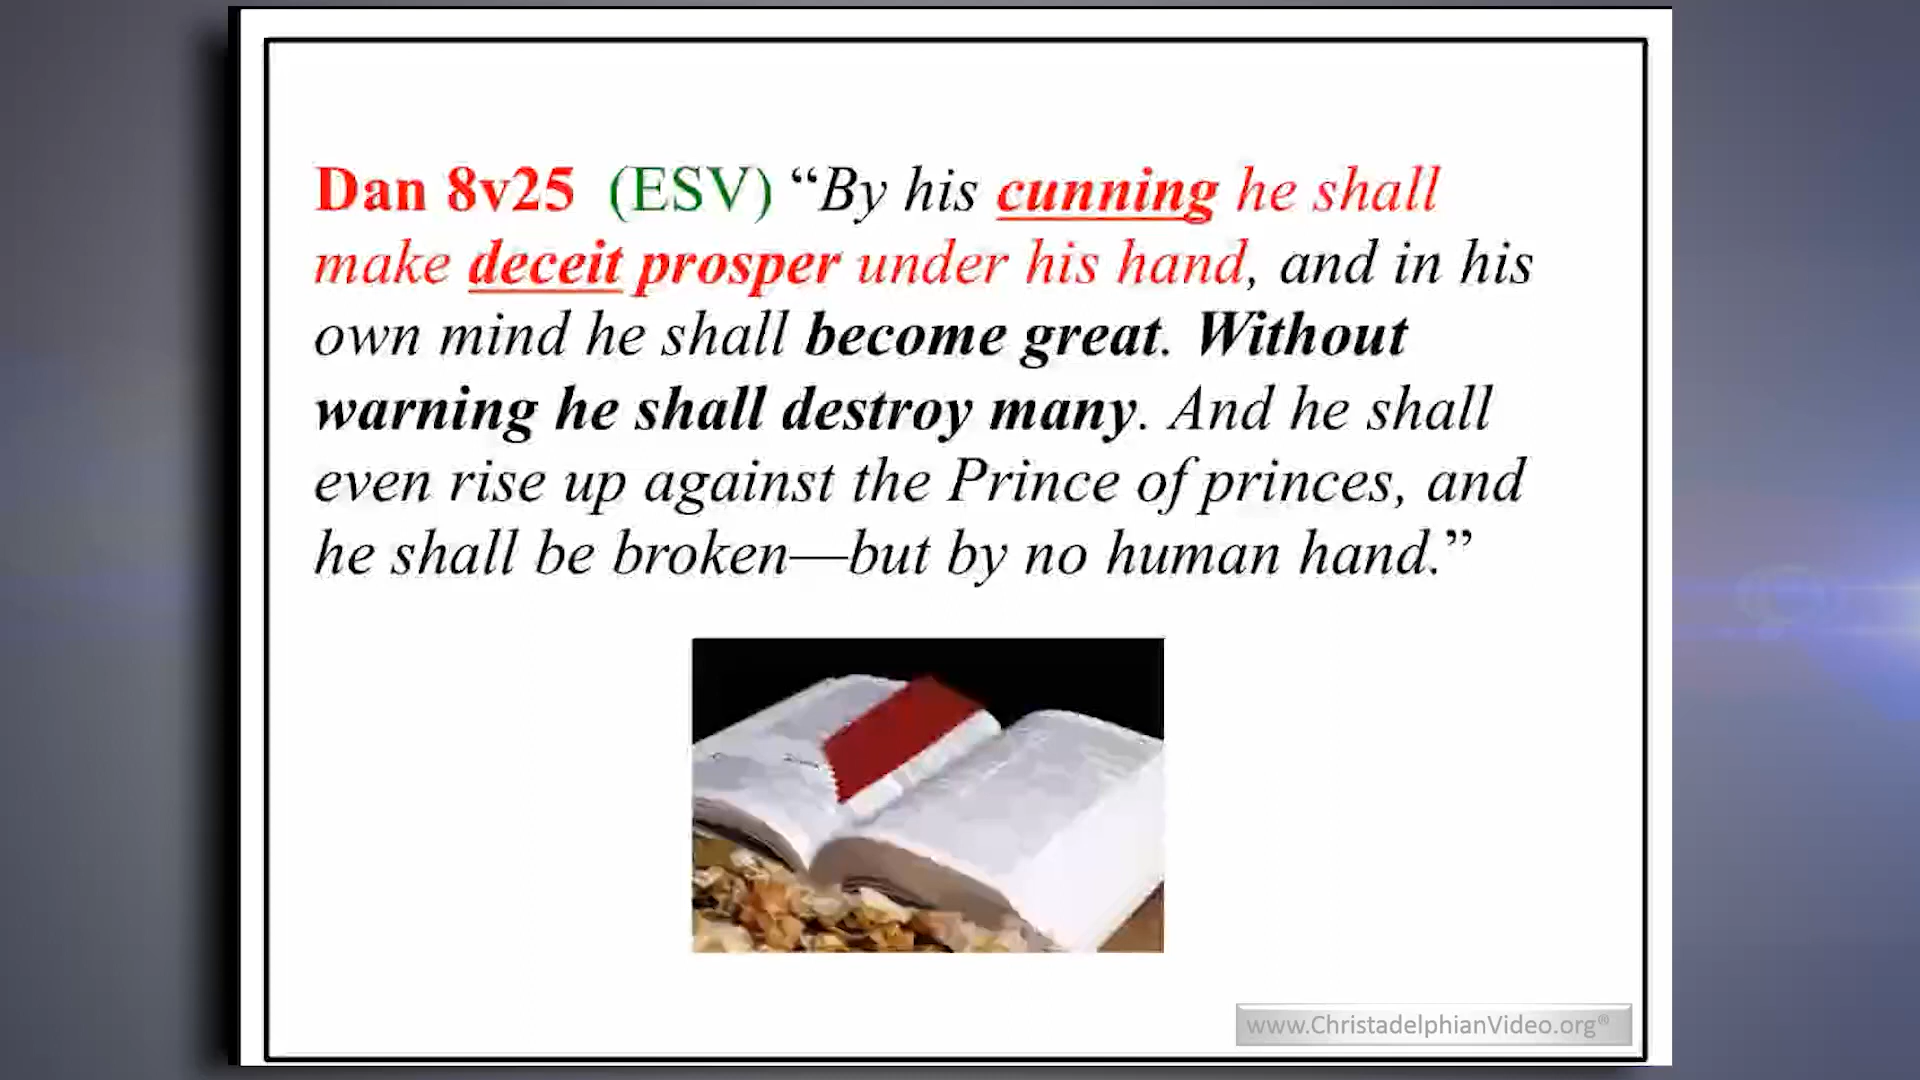 Dan 8v25 (ESV) “By his cunning he shall
make deceit prosper under his hand, and in his
own mind he shall become great. Without
warning he shall destroy many. And he shall
even rise up against the Prince of princes, and
he shall be broken—but by no human hand.”
www.ChristadelphianVideo.org®